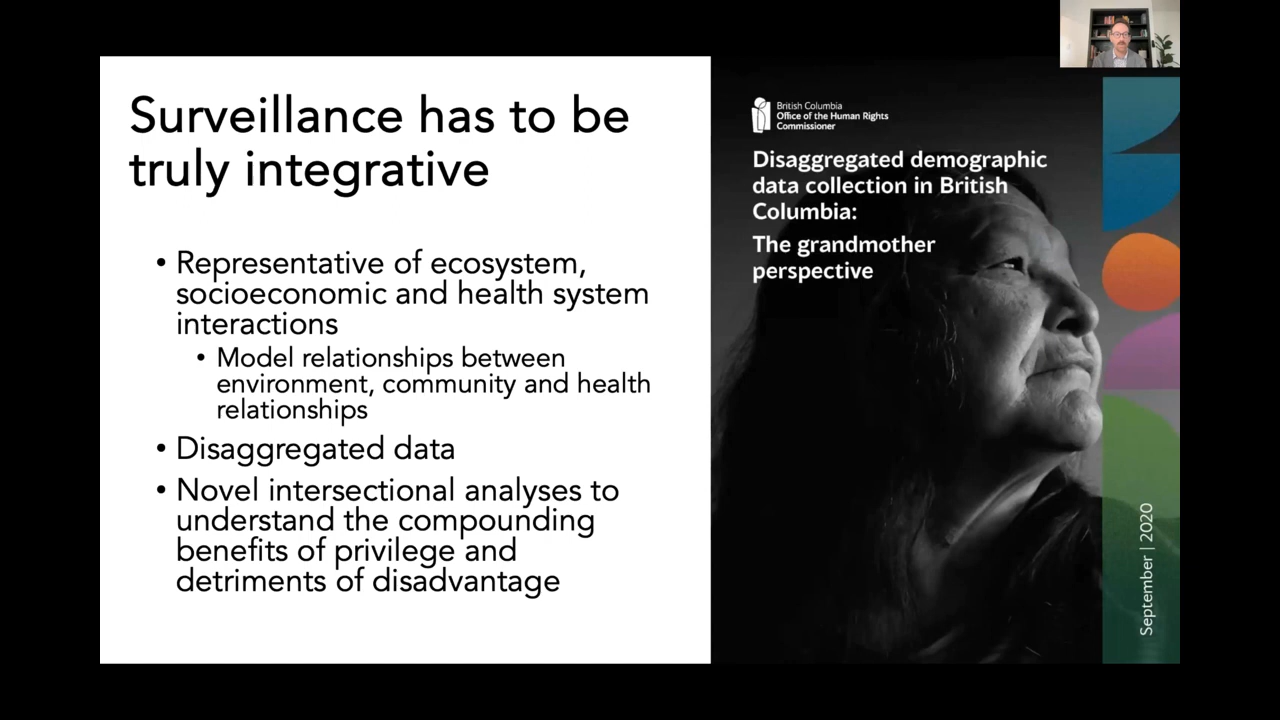 Surveillance has to be
truly integrative
• Representative of ecosystem,
socioeconomic and health system
interactions
• Model relationships between
environment, community and health
relationships
• Disaggregated data
• Novel intersectional analyses to
understand the compounding
benefits of privilege and
detriments of disadvantage
British Columbia
Office of the Human Rights
Commissioner
Disaggregated demographic
data collection in British
Columbia:
The grandmother
perspective
September | 2020